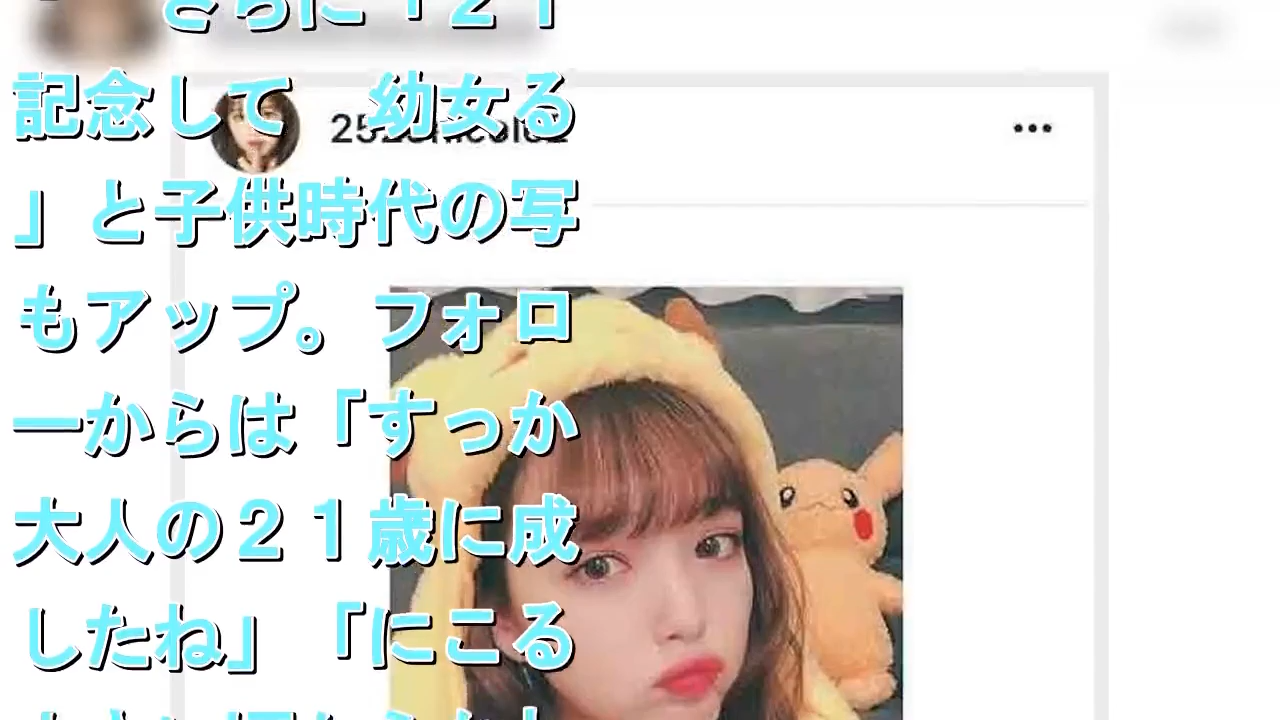 さらに「２１
記念して　幼女る
」と子供時代の写
もアップ。フォロ
ーからは「すっか
大人の２１歳に成
したね」「にこる